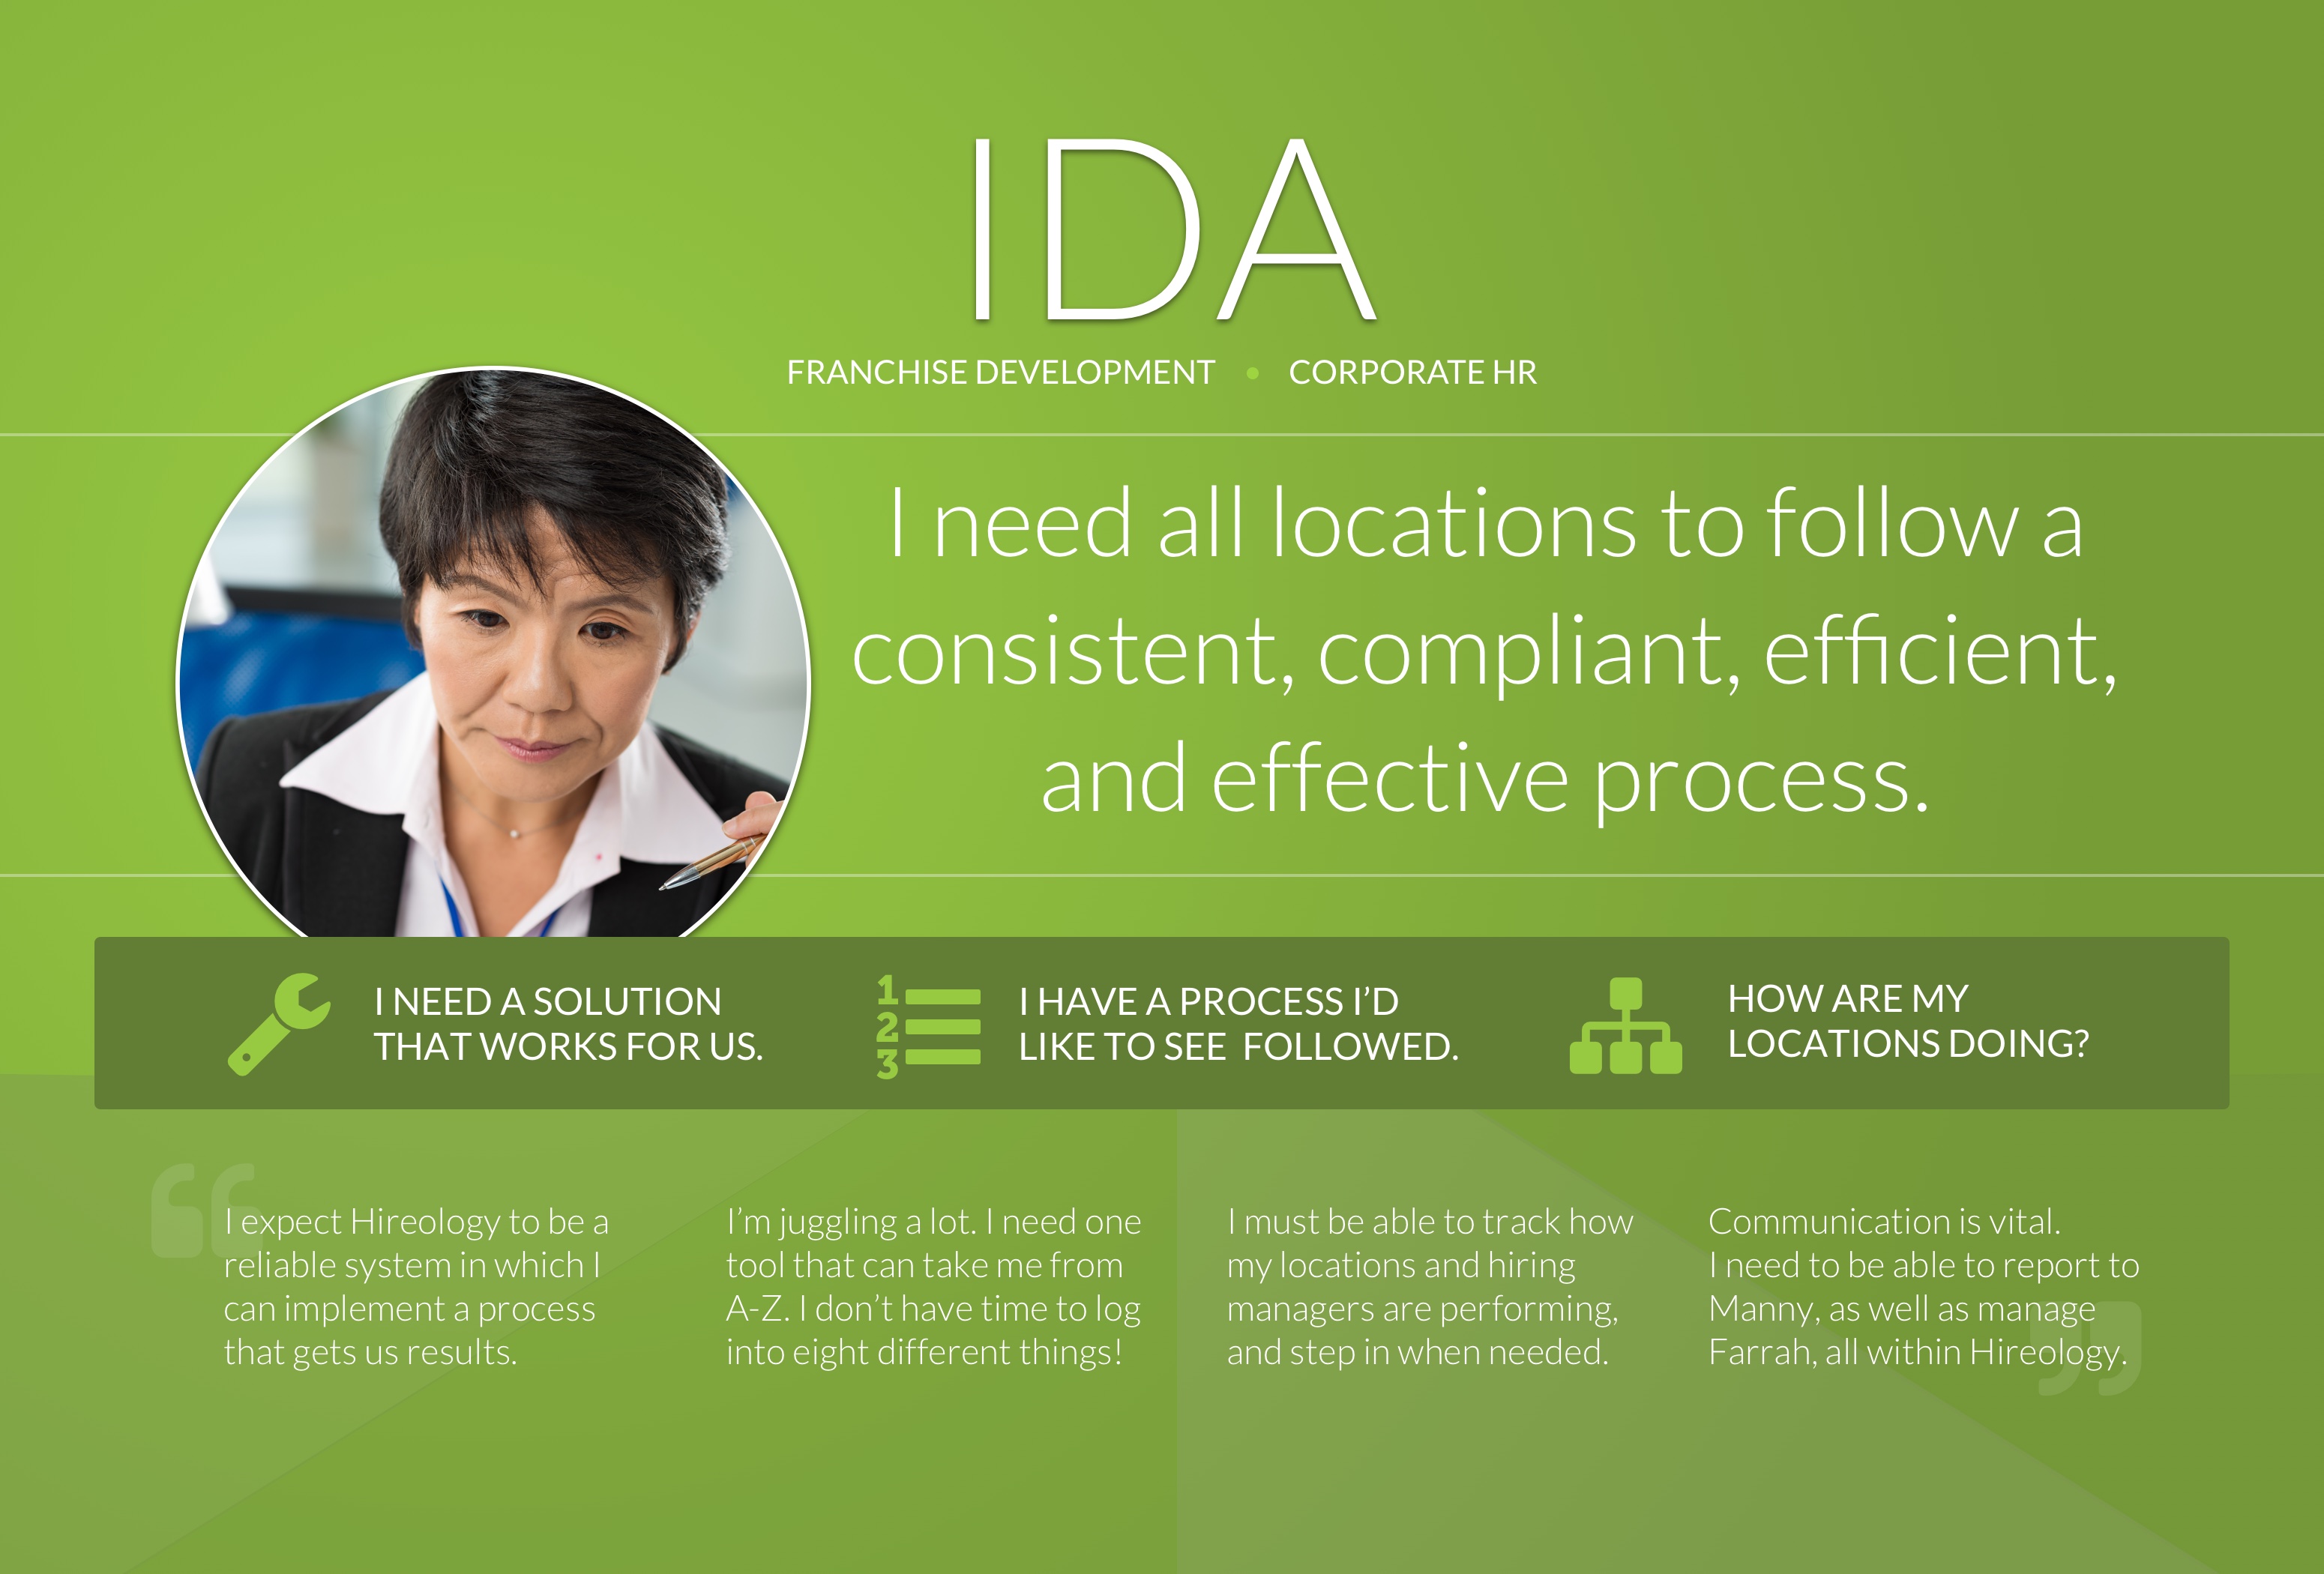 IDA
FRANCHISE DEVELOPMENT • CORPORATE HR
I need all locations to follow a
consistent, compliant, efficient,
and effective process.
I NEED A SOLUTION
THAT WORKS FOR US.
1
2
3
I HAVE A PROCESS I’D
LIKE TO SEE FOLLOWED.
HOW ARE MY
LOCATIONS DOING?
“
I expect Hireology to be a
reliable system in which I
can implement a process
that gets us results.
I’m juggling a lot. I need one
tool that can take me from
A-Z. I don’t have time to log
into eight different things!
I must be able to track how
my locations and hiring
managers are performing,
and step in when needed.
Communication is vital.
I need to be able to report to
Manny, as well as manage
Farrah, all within Hireology.
”